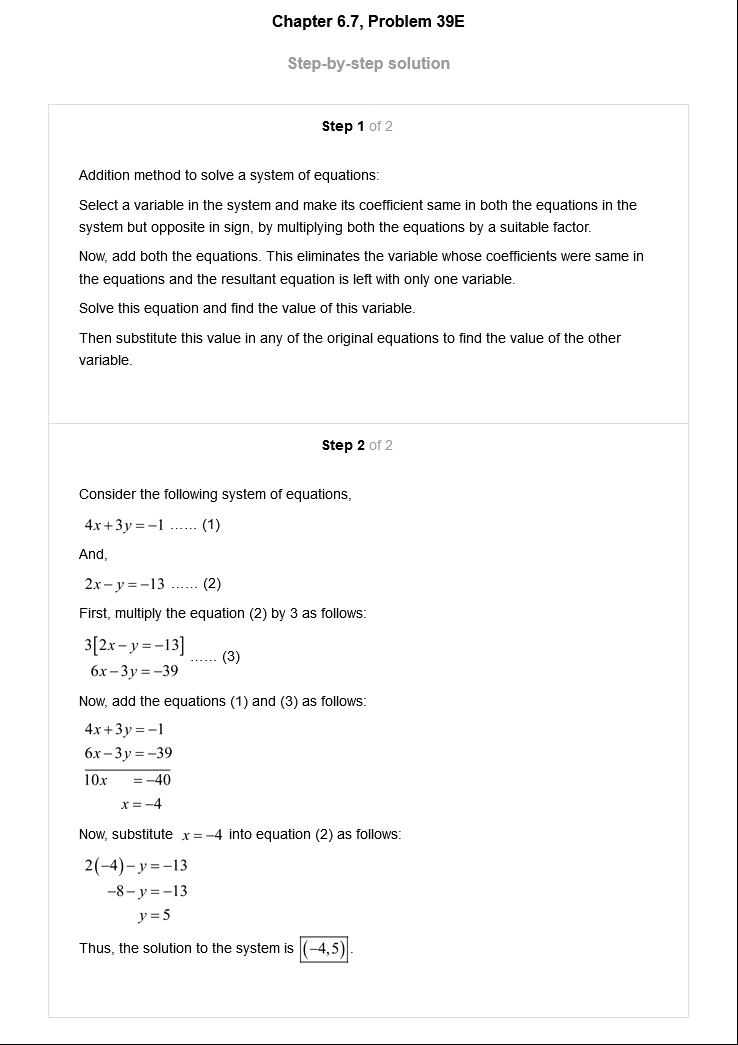 Chapter 6.7, Problem 39E
Step-by-step solution
Step 1 of 2
Addition method to solve a system of equations:
Select a variable in the system and make its coefficient same in both the equations in the
system but opposite in sign, by multiplying both the equations by a suitable factor.
Now, add both the equations. This eliminates the variable whose coefficients were same in
the equations and the resultant equation is left with only one variable.
Solve this equation and find the value of this variable.
Then substitute this value in any of the original equations to find the value of the other
variable.
Step 2 of 2
Consider the following system of equations,
4x+3y=−1 …… (1)
And,
2x−y=−13 …… (2)
First, multiply the equation (2) by 3 as follows:
3[2x−y=−13]
…… (3)
6x−3y=−39
Now, add the equations (1) and (3) as follows:
4x+3y=−1
6x−3y=−39
10x =−40
x=−4
Now, substitute x=−4 into equation (2) as follows:
2(−4)−y=−13
−8−y=−13
y=5
Thus, the solution to the system is (−4,5).